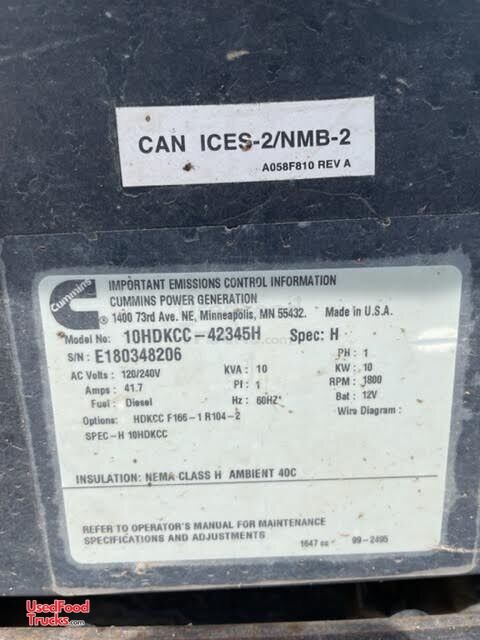 CAN ICES-2/NMB-2
A058F810 REV A
Cummins
IMPORTANT EMISSIONS CONTROL INFORMATION
CUMMINS POWER GENERATION
® 1400 73rd Ave. NE, Minneapolis, MN 55432. Made in U.S.A.
Model No: 10HDKCC-42345H Spec: H
S/N: E180348206 PH: 1
AC Volts: 120/240V KVA: 10 KW: 10
Amps: 41.7 PI: 1 RPM: 1800
Fuel: Diesel Hz: 60HZ* Bat: 12V
Options: HDKCC F166-1 R104-2 Wire Diagram:
SPEC-H 10HDKCC
INSULATION: NEMA CLASS H AMBIENT 40C
REFER TO OPERATOR'S MANUAL FOR MAINTENANCE
SPECIFICATIONS AND ADJUSTMENTS 1647 cc 99-2495
UsedFood
Trucks.com